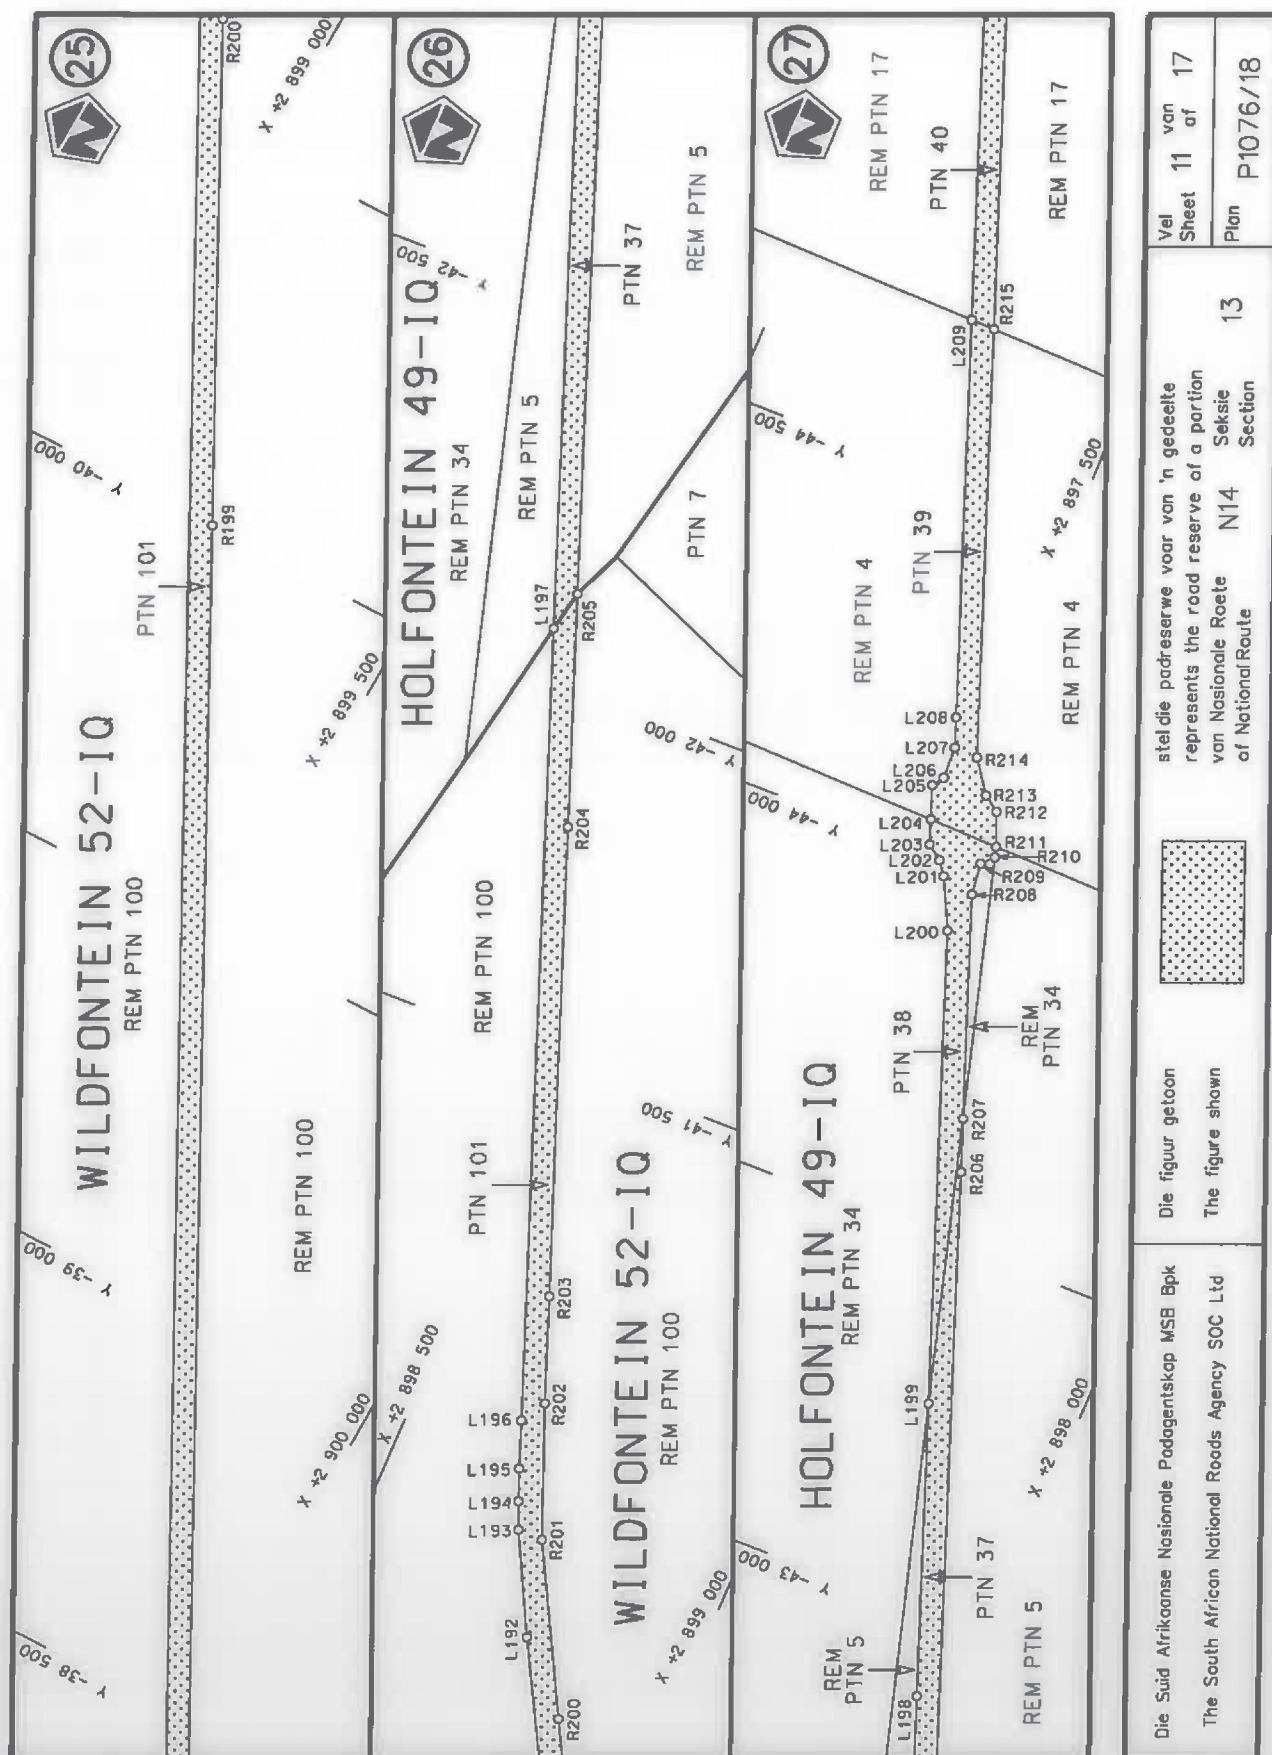 25
Y -38 500
Y -39 000
Y -40 000
X +2 900 000
X +2 899 500
X +2 899 000
WILDFONTEIN 52-IQ
REM PTN 100
PTN 101
REM PTN 100
R199
R200
26
X +2 898 500
Y -41 500
Y -42 000
Y -42 500
X +2 899 000
HOLFONTEIN 49-IQ
REM PTN 34
REM PTN 5
REM PTN 100
PTN 101
WILDFONTEIN 52-IQ
REM PTN 100
PTN 7
PTN 37
REM PTN 5
L192
L193
L194
L195
L196
L197
R200
R201
R202
R203
R204
R205
27
Y -43 000
Y -44 000
Y -44 500
X +2 898 000
X +2 897 500
HOLFONTEIN 49-IQ
REM PTN 34
REM
PTN 5
PTN 37
REM PTN 5
PTN 38
REM
PTN 34
REM PTN 4
PTN 39
REM PTN 4
REM PTN 17
PTN 40
REM PTN 17
L198
L199
L200
L201
L202
L203
L204
L205
L206
L207
L208
L209
R206
R207
R208
R209
R210
R211
R212
R213
R214
R215
Die Suid Afrikaanse Nasionale Padagentskap MSB Bpk
The South African National Roads Agency SOC Ltd
Die figuur getoon
The figure shown
stel die padreserwe voor van 'n gedeelte
represents the road reserve of a portion
van Nasionale Roete N14 Seksie 13
of National Route Section
Vel 11 van 17
Sheet of
Plan P1076/18